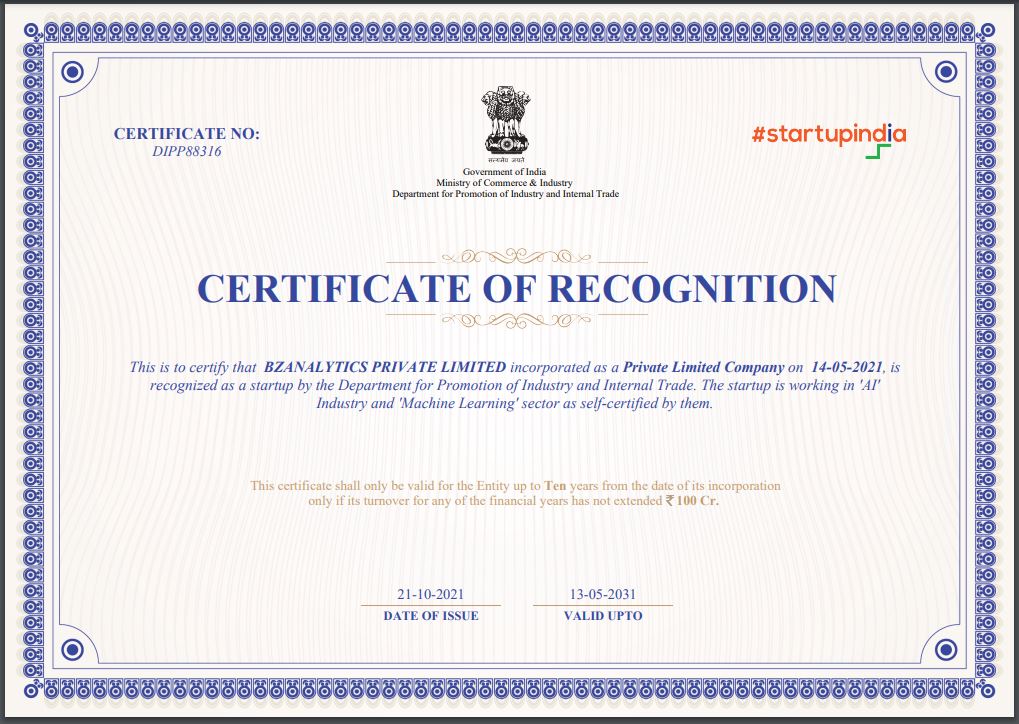 CERTIFICATE NO:
DIPP88316
सत्यमेव जयते
Government of India
Ministry of Commerce & Industry
Department for Promotion of Industry and Internal Trade
#startupindia
CERTIFICATE OF RECOGNITION
This is to certify that BZANALYTICS PRIVATE LIMITED incorporated as a Private Limited Company on 14-05-2021, is
recognized as a startup by the Department for Promotion of Industry and Internal Trade. The startup is working in 'AI'
Industry and 'Machine Learning' sector as self-certified by them.
This certificate shall only be valid for the Entity up to Ten years from the date of its incorporation
only if its turnover for any of the financial years has not extended ₹ 100 Cr.
21-10-2021
DATE OF ISSUE
13-05-2031
VALID UPTO